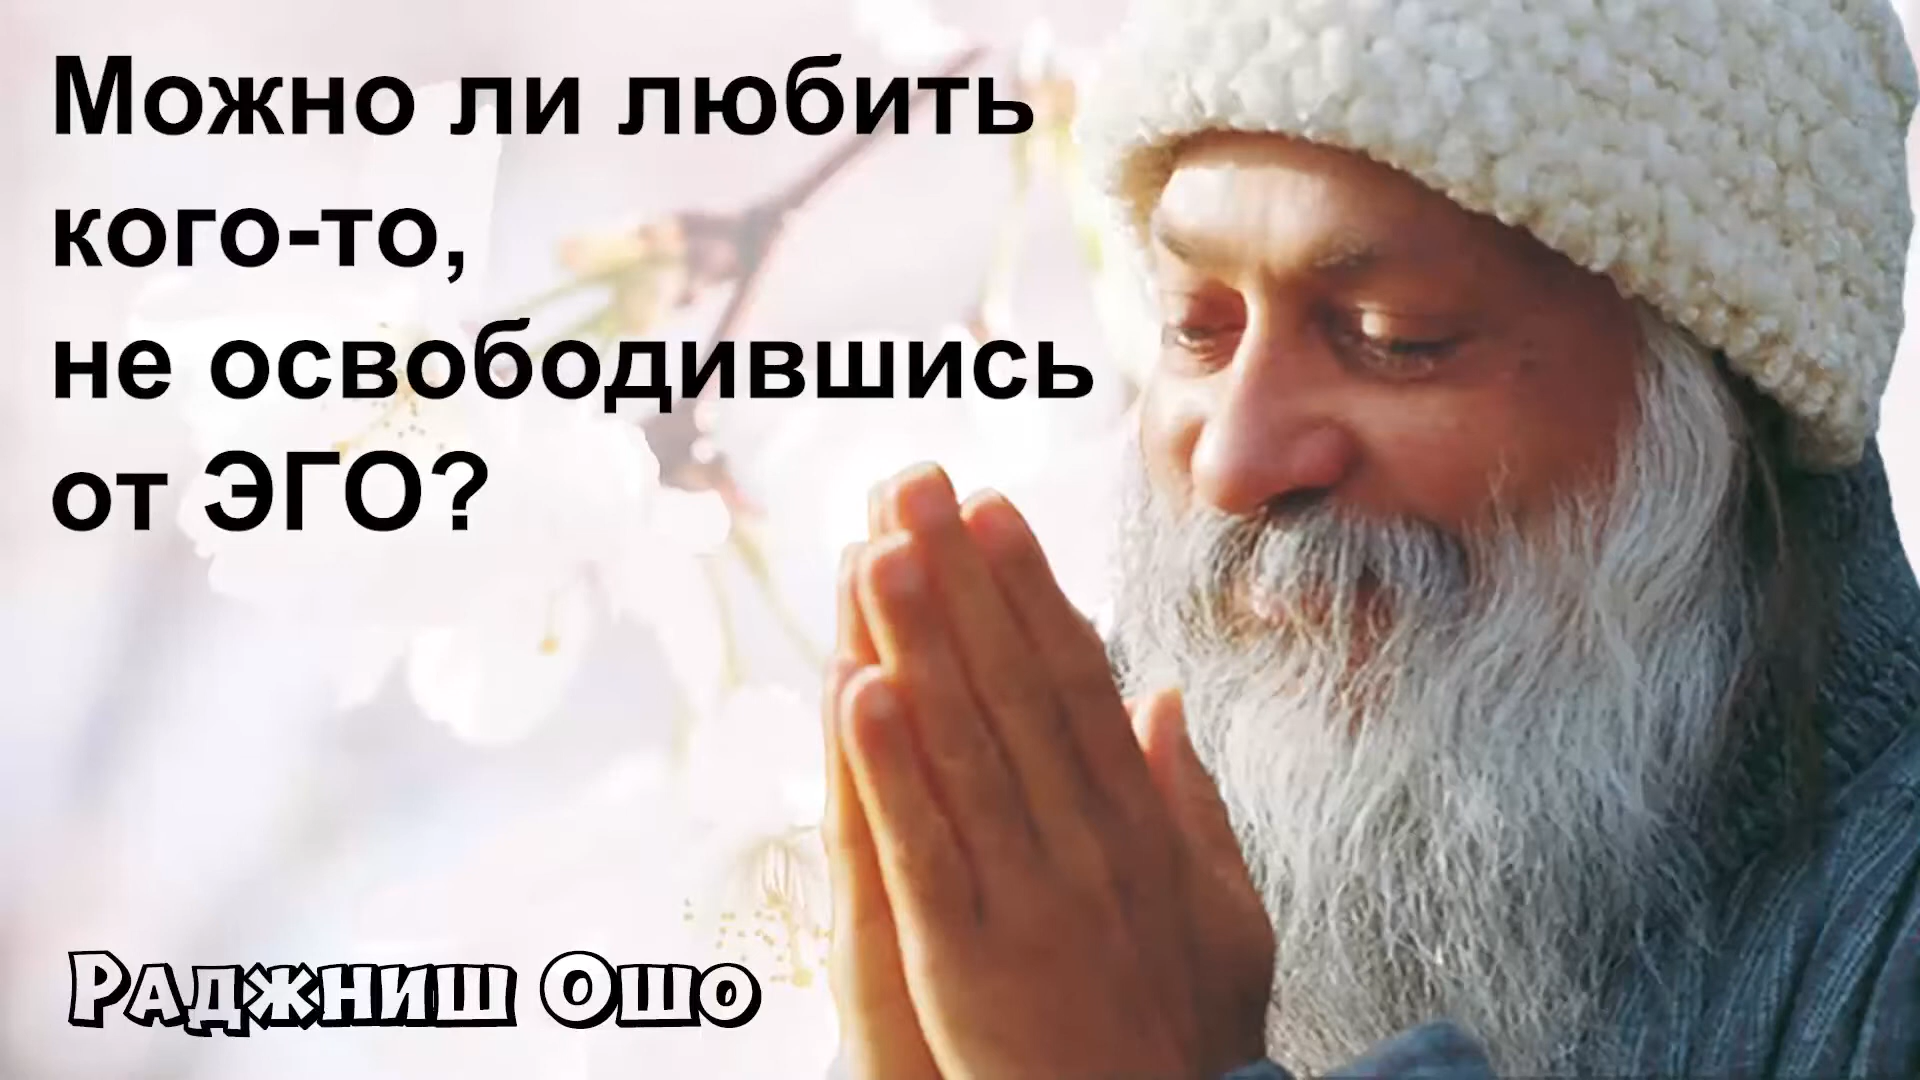 Можно ли любить
кого-то,
не освободившись
от ЭГО?
Раджниш Ошо